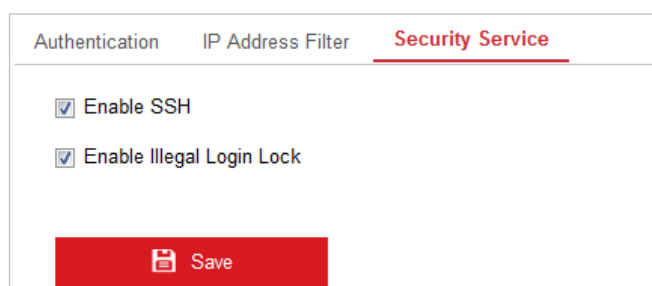 Authentication IP Address Filter Security Service
Enable SSH
Enable Illegal Login Lock
Save